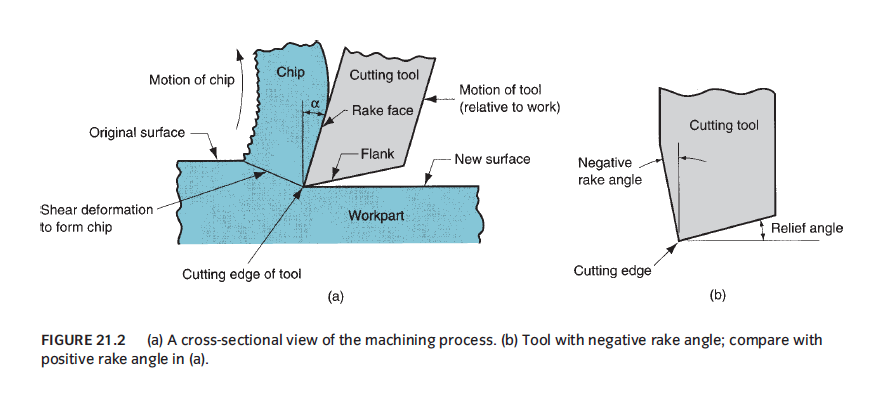 Motion of chip
Chip
Cutting tool
α
Rake face
Motion of tool
(relative to work)
Original surface
Flank
New surface
Shear deformation
to form chip
Workpart
Cutting edge of tool
(a)
Cutting tool
Negative
rake angle
Relief angle
Cutting edge
(b)
FIGURE 21.2 (a) A cross-sectional view of the machining process. (b) Tool with negative rake angle; compare with
positive rake angle in (a).